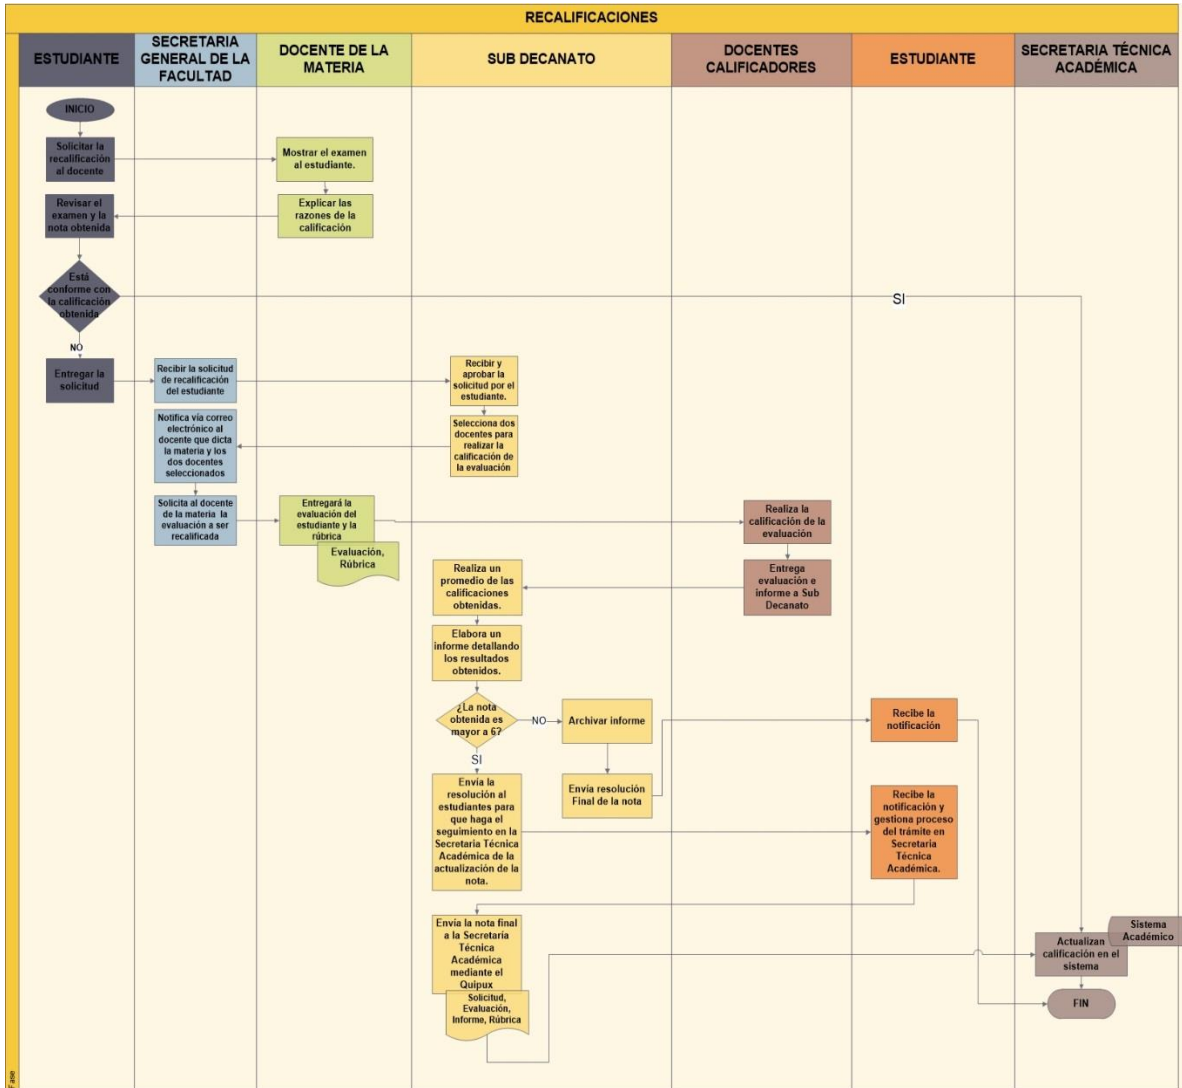 RECALIFICACIONES
ESTUDIANTE
SECRETARIA
GENERAL DE LA
FACULTAD
DOCENTE DE LA
MATERIA
SUB DECANATO
DOCENTES
CALIFICADORES
ESTUDIANTE
SECRETARIA TÉCNICA
ACADÉMICA
INICIO
Solicitar la
recalificación
al docente
Mostrar el examen
al estudiante.
Revisar el
examen y la
nota obtenida
Explicar las
razones de la
calificación
Está
conforme con
la calificación
obtenida
SI
NO
Entregar la
solicitud
Recibir la solicitud
de recalificación
del estudiante
Recibir y
aprobar la
solicitud por el
estudiante.
Notifica vía correo
electrónico al
docente que dicta
la materia y los
dos docentes
seleccionados
Selecciona dos
docentes para
realizar la
calificación de
la evaluación
Solicita al docente
de la materia la
evaluación a ser
recalificada
Entregará la
evaluación del
estudiante y la
rúbrica
Evaluación,
Rúbrica
Realiza la
calificación de la
evaluación
Entrega
evaluación e
informe a Sub
Decanato
Realiza un
promedio de las
calificaciones
obtenidas.
Elabora un
informe detallando
los resultados
obtenidos.
¿La nota
obtenida es
mayor a 6?
NO
Archivar informe
Recibe la
notificación
SI
Envía resolución
Final de la nota
Envía la
resolución al
estudiantes para
que haga el
seguimiento en la
Secretaría Técnica
Académica de la
actualización de la
nota.
Recibe la
notificación y
gestiona proceso
del trámite en
Secretaría
Técnica
Académica.
Envía la nota final
a la Secretaría
Técnica
Académica
mediante el
Quipux
Solicitud,
Evaluación,
Informe, Rúbrica
Sistema
Académico
Actualizan
calificación en el
sistema
FIN
Fase